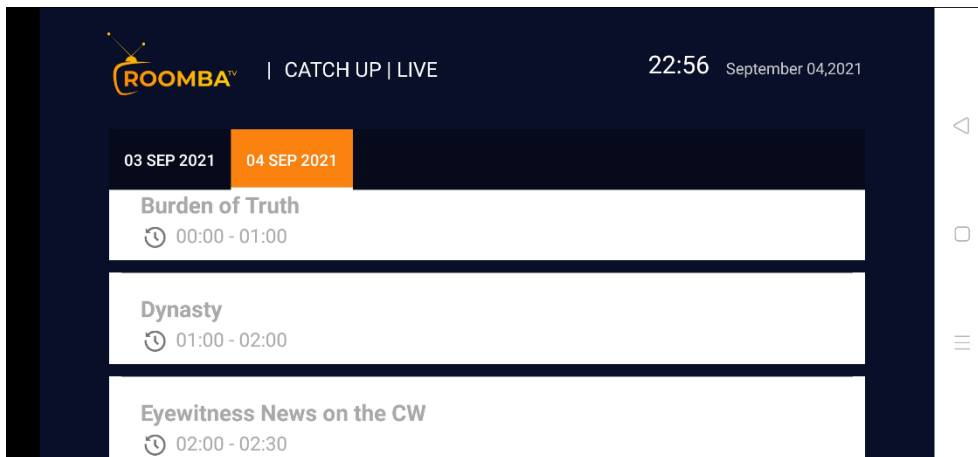 ROOMBA TV | CATCH UP | LIVE 22:56 September 04,2021
03 SEP 2021 04 SEP 2021
Burden of Truth
00:00 - 01:00
Dynasty
01:00 - 02:00
Eyewitness News on the CW
02:00 - 02:30